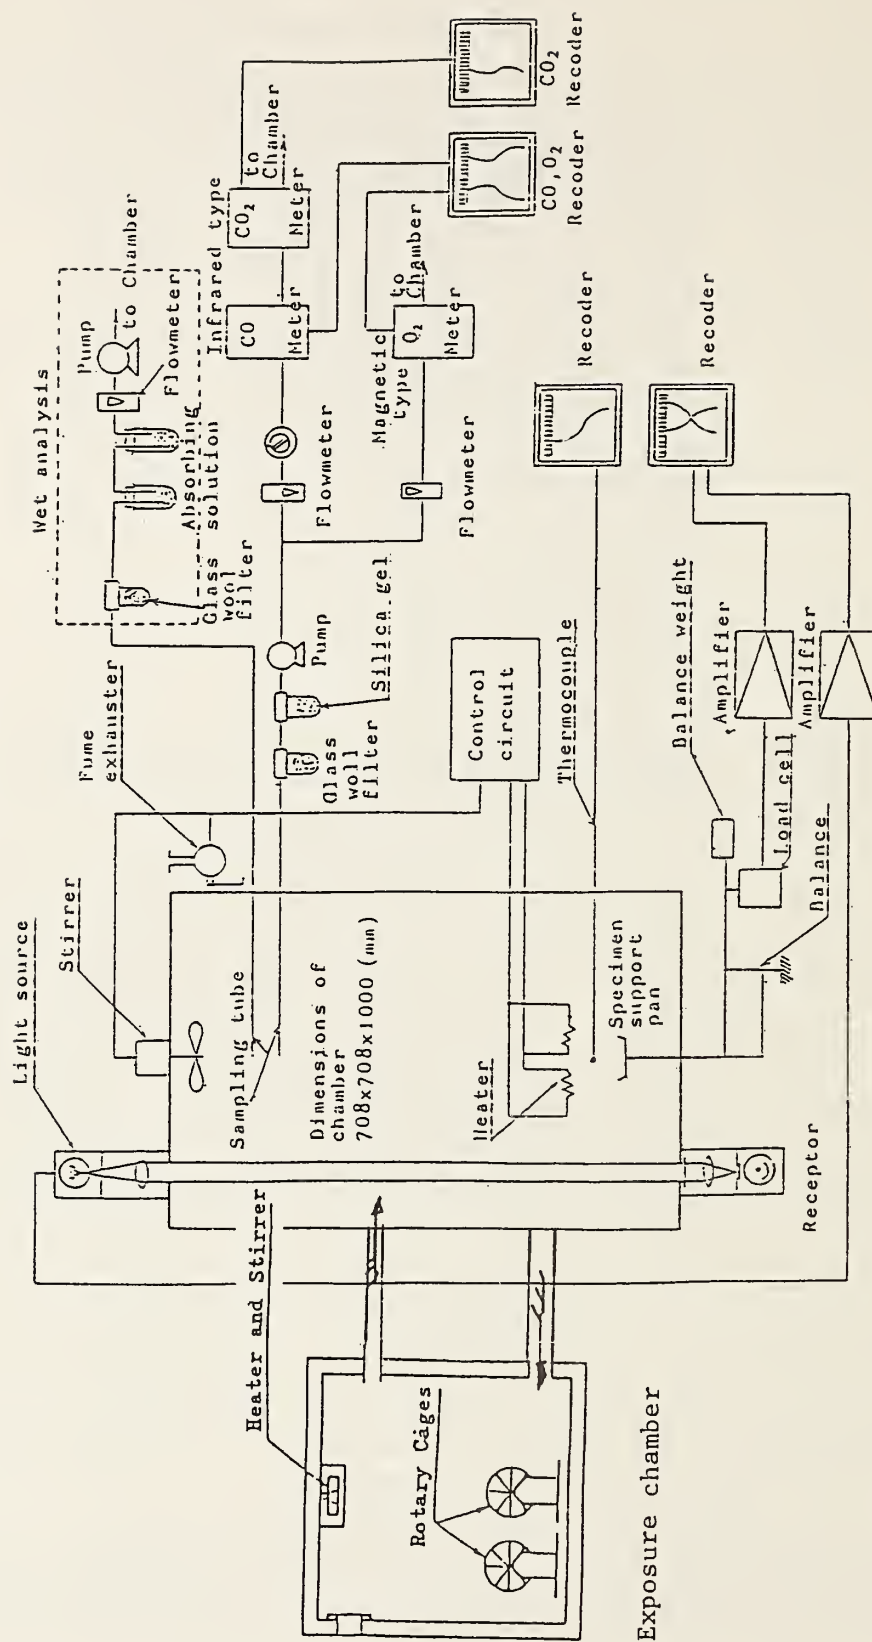 Wet analysis
Pump
to Chamber
Flowmeter
Absorbing
solution
Glass
wool
filter
Infrared type
CO
Meter
CO2
Meter
to
Chamber
Flowmeter
Magnetic
type
O2
Meter
to
Chamber
Flowmeter
CO2
Recoder
CO,O2
Recoder
Recoder
Recoder
Fume
exhauster
Pump
Silica gel
Glass
woll
filter
Light source
Stirrer
Sampling tube
Dimensions of
chamber
708x708x1000 (mm)
Control
circuit
Thermocouple
Heater
Specimen
support
pan
Balance weight
Amplifier
Amplifier
Load cell
Balance
Receptor
Heater and Stirrer
Rotary Cages
Exposure chamber